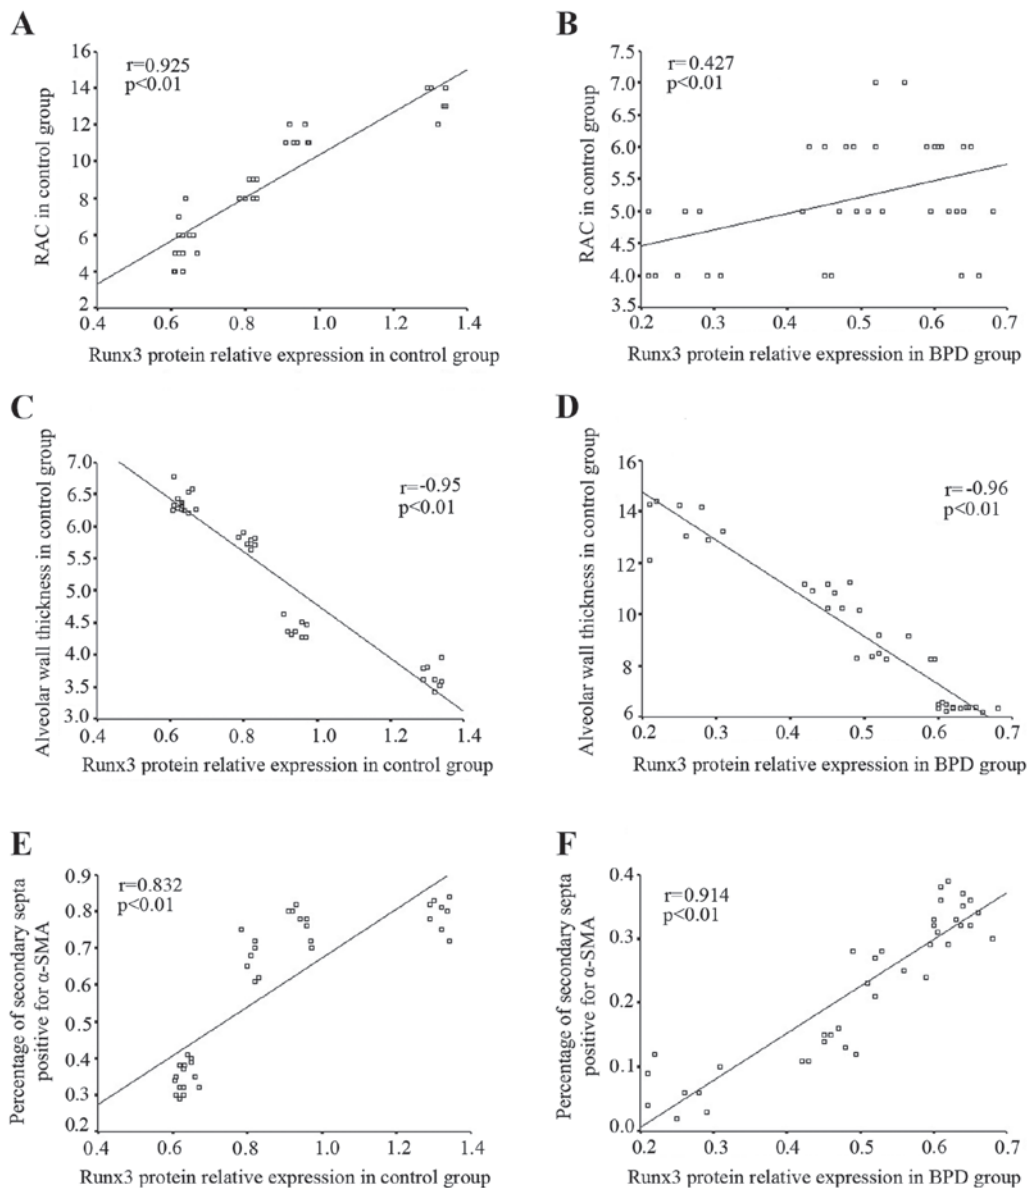 A
r=0.925
p<0.01
RAC in control group
16
14
12
10
8
6
4
2
0.4 0.6 0.8 1.0 1.2 1.4
Runx3 protein relative expression in control group
B
r=0.427
p<0.01
RAC in control group
7.5
7.0
6.5
6.0
5.5
5.0
4.5
4.0
3.5
0.2 0.3 0.4 0.5 0.6 0.7
Runx3 protein relative expression in BPD group
C
r=-0.95
p<0.01
Alveolar wall thickness in control group
7.0
6.5
6.0
5.5
5.0
4.5
4.0
3.5
3.0
0.4 0.6 0.8 1.0 1.2 1.4
Runx3 protein relative expression in control group
D
r=-0.96
p<0.01
Alveolar wall thickness in control group
16
14
12
10
8
6
0.2 0.3 0.4 0.5 0.6 0.7
Runx3 protein relative expression in BPD group
E
r=0.832
p<0.01
Percentage of secondary septa
positive for α-SMA
0.9
0.8
0.7
0.6
0.5
0.4
0.3
0.2
0.4 0.6 0.8 1.0 1.2 1.4
Runx3 protein relative expression in control group
F
r=0.914
p<0.01
Percentage of secondary septa
positive for α-SMA
0.4
0.3
0.2
0.1
0.0
0.2 0.3 0.4 0.5 0.6 0.7
Runx3 protein relative expression in BPD group